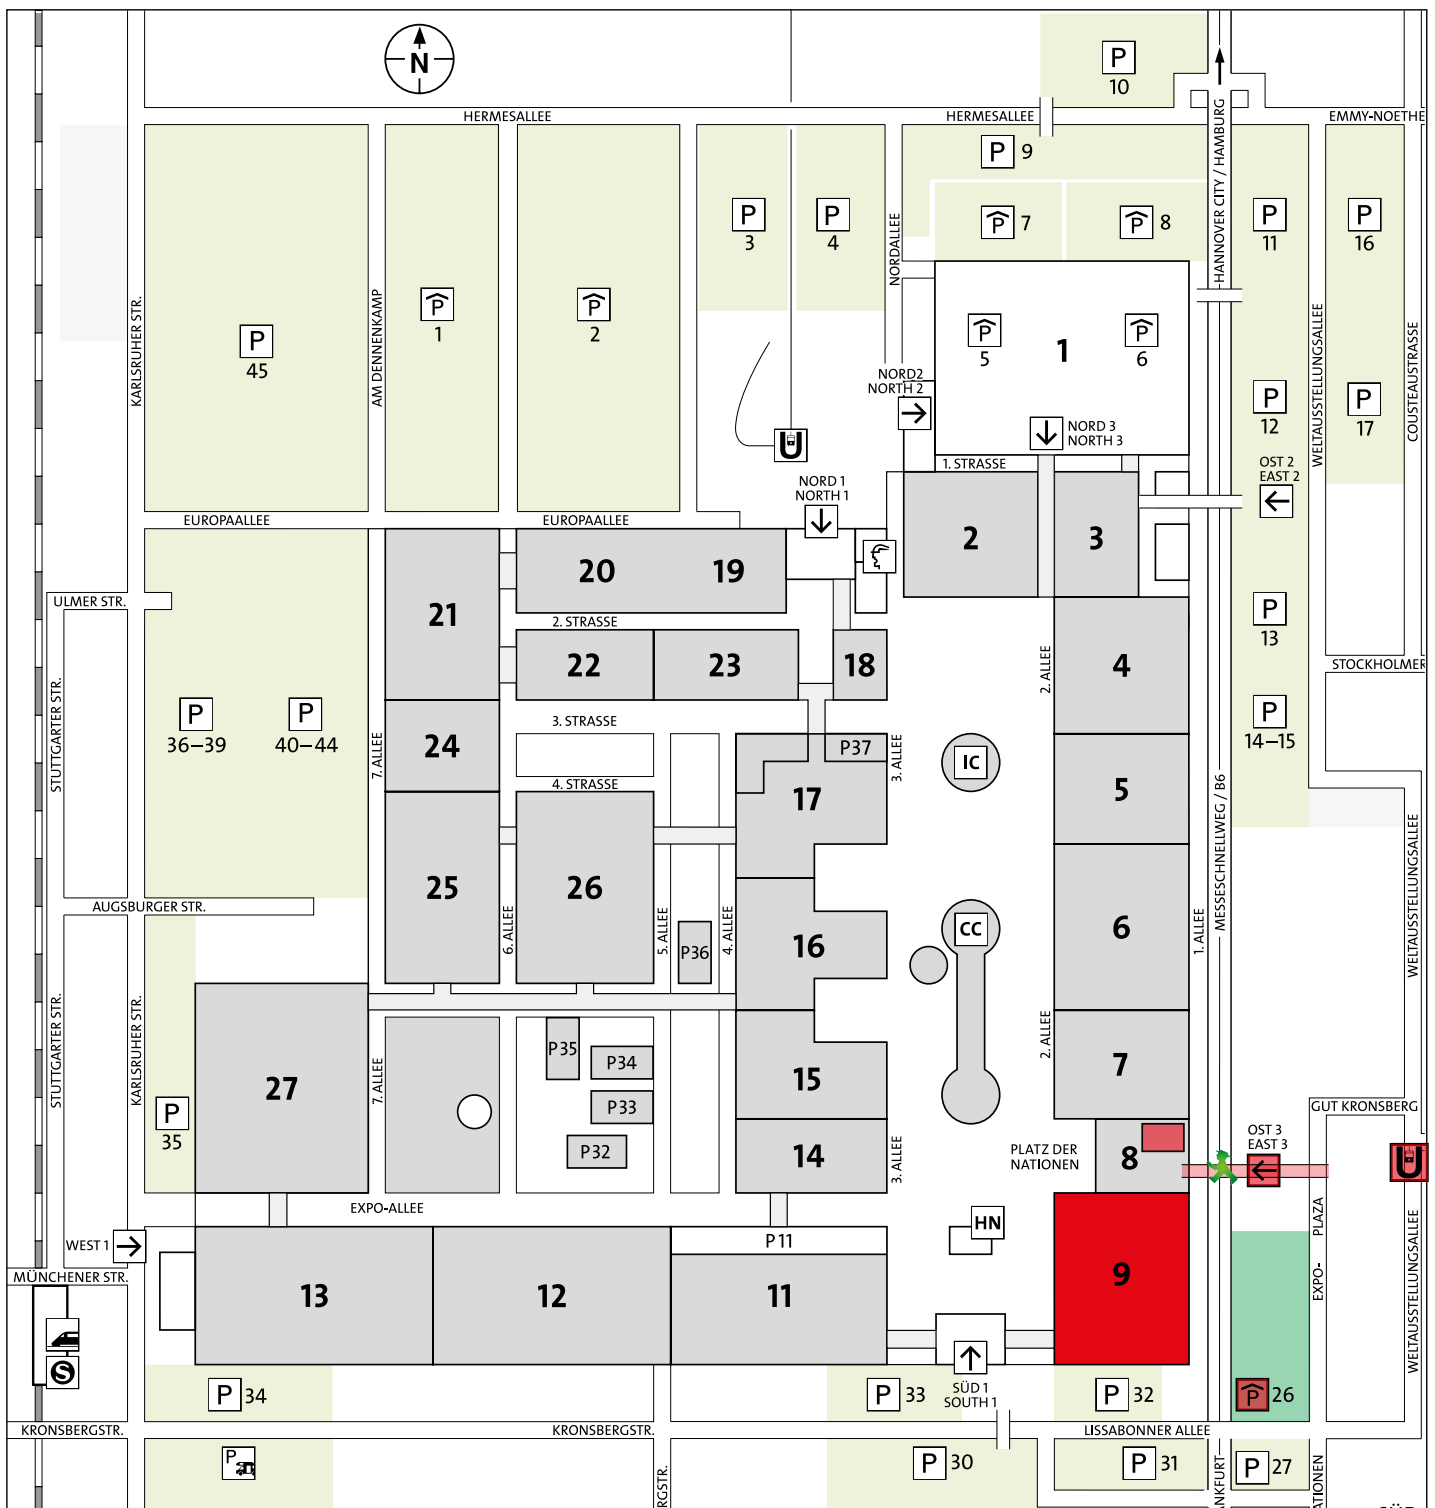 N
P
10
HERMESALLEE
HERMESALLEE
EMMY-NOETHE
P 9
P
3
P
4
P 7
P 8
P
11
P
16
HANNOVER CITY / HAMBURG
NORDALLEE
KARLSRUHER STR.
AM DENNENKAMP
P
45
P
1
P
2
P
5
1
P
6
WELTAUSSTELLUNGSALLEE
COUSTEAUSTRASSE
NORD2
NORTH 2
P
12
P
17
NORD 3
NORTH 3
U
1. STRASSE
OST 2
EAST 2
NORD 1
NORTH 1
EUROPAALLEE
EUROPAALLEE
2
3
20
19
21
ULMER STR.
2. STRASSE
P
13
22
23
18
2. ALLEE
4
STOCKHOLMER
STUTTGARTER STR.
P
36–39
P
40–44
3. STRASSE
P
14–15
7. ALLEE
24
P37
3. ALLEE
IC
4. STRASSE
17
5
MESSESCHNELLWEG / B6
WELTAUSSTELLUNGSALLEE
25
26
AUGSBURGER STR.
6. ALLEE
5. ALLEE
P36
4. ALLEE
16
CC
6
1. ALLEE
STUTTGARTER STR.
KARLSRUHER STR.
7. ALLEE
27
P35
P34
P33
P32
15
2. ALLEE
7
P
35
GUT KRONSBERG
14
3. ALLEE
PLATZ DER
NATIONEN
8
OST 3
EAST 3
U
EXPO-ALLEE
WEST 1
P 11
HN
EXPO- PLAZA
WELTAUSSTELLUNGSALLEE
MÜNCHENER STR.
13
12
11
9
S
SÜD 1
SOUTH 1
P 34
P 33
P 32
P 26
KRONSBERGSTR.
KRONSBERGSTR.
LISSABONNER ALLEE
P
P 30
P 31
P 27
RGSTR.
NKFURT
ATIONEN